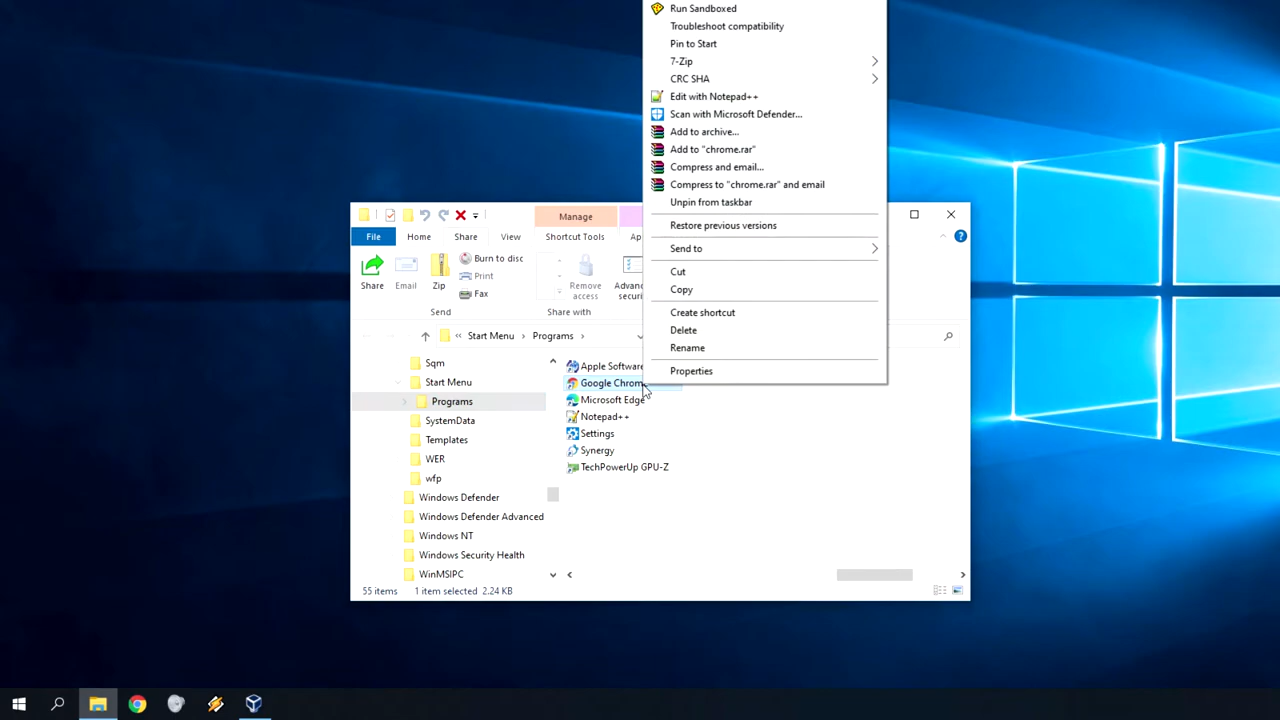 Run Sandboxed
Troubleshoot compatibility
Pin to Start
7-Zip
CRC SHA
Edit with Notepad++
Scan with Microsoft Defender...
Add to archive...
Add to "chrome.rar"
Compress and email...
Compress to "chrome.rar" and email
Unpin from taskbar
Restore previous versions
Send to
Cut
Copy
Create shortcut
Delete
Rename
Properties
Manage
File Home Share View Shortcut Tools Ap
Share
Email
Zip
Burn to disc
Print
Fax
Send
Remove access
Advanc
securi
Share with
« Start Menu > Programs >
Sqm
Start Menu
Programs
SystemData
Templates
WER
wfp
Windows Defender
Windows Defender Advanced
Windows NT
Windows Security Health
WinMSIPC
Apple Software
Google Chrom
Microsoft Edge
Notepad++
Settings
Synergy
TechPowerUp GPU-Z
55 items 1 item selected 2.24 KB